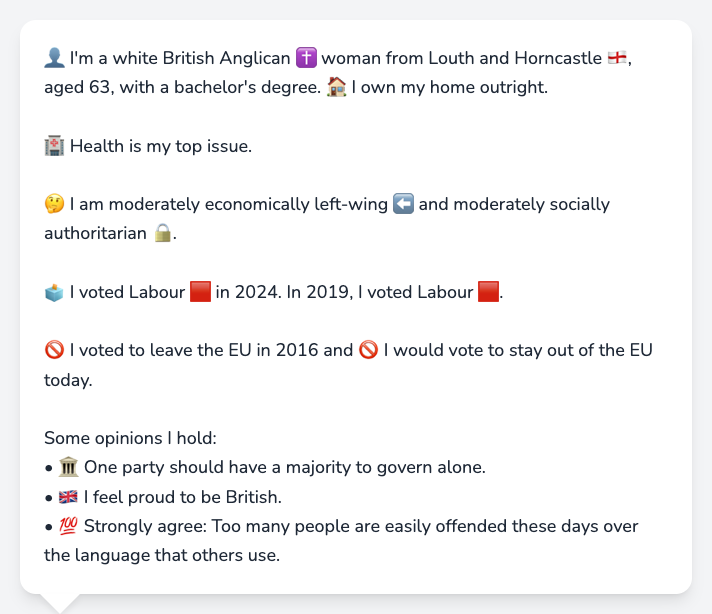 👤 I'm a white British Anglican ✝️ woman from Louth and Horncastle 🏴󠁧󠁢󠁥󠁮󠁧󠁿,
aged 63, with a bachelor's degree. 🏠 I own my home outright.
🏥 Health is my top issue.
🤔 I am moderately economically left-wing ⬅️ and moderately socially
authoritarian 🔒.
🗳️ I voted Labour 🟥 in 2024. In 2019, I voted Labour 🟥.
🚫 I voted to leave the EU in 2016 and 🚫 I would vote to stay out of the EU
today.
Some opinions I hold:
• 🏛️ One party should have a majority to govern alone.
• 🇬🇧 I feel proud to be British.
• 💯 Strongly agree: Too many people are easily offended these days over
the language that others use.